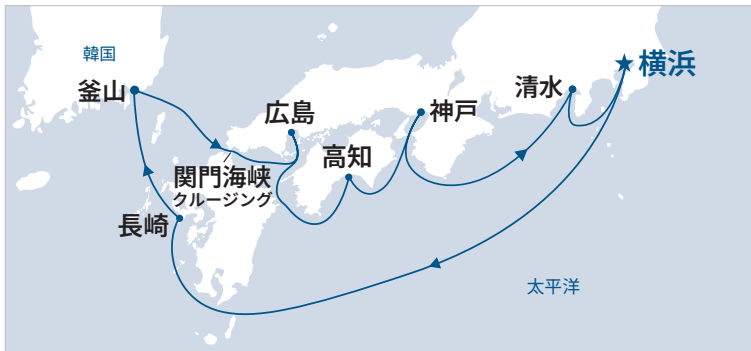 韓国
釜山
広島
神戸
清水
★横浜
高知
関門海峡
クルージング
長崎
太平洋